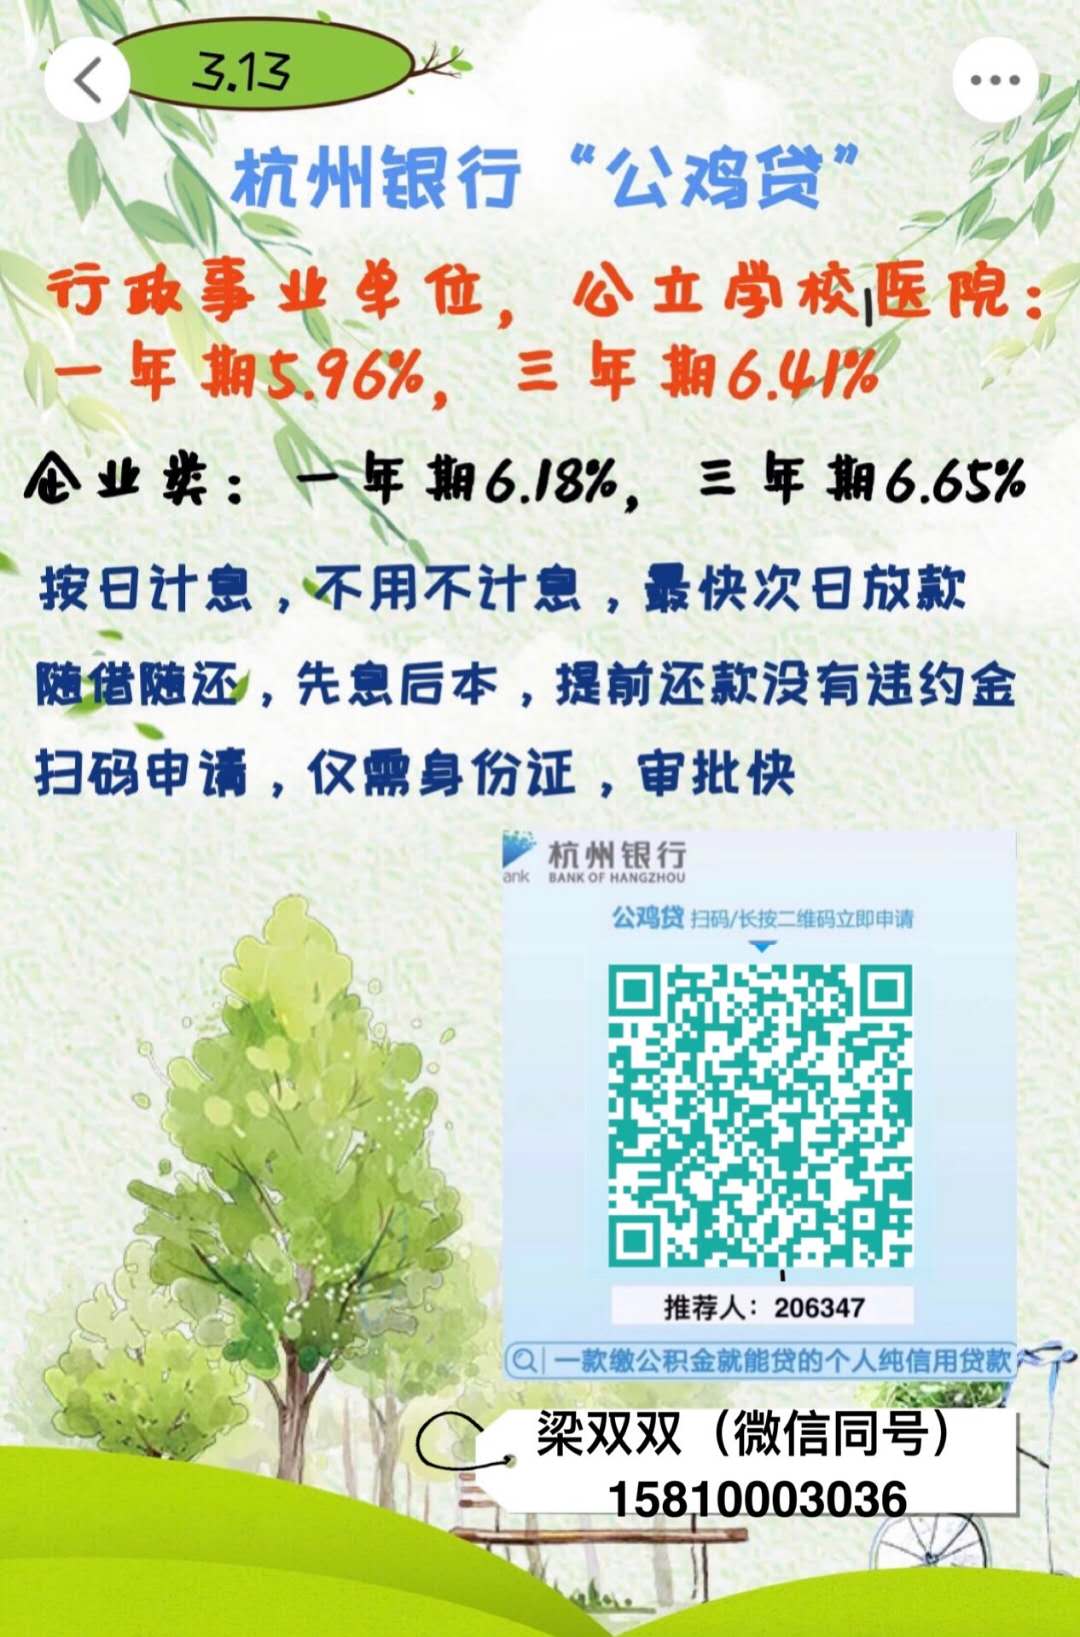 3.13
杭州银行“公鸡贷”
行政事业单位，公立学校医院：
一年期5.96%，三年期6.41%
企业类：一年期6.18%，三年期6.65%
按日计息，不用不计息，最快次日放款
随借随还，先息后本，提前还款没有违约金
扫码申请，仅需身份证，审批快
杭州银行
ank BANK OF HANGZHOU
公鸡贷 扫码/长按二维码立即申请
推荐人：206347
一款缴公积金就能贷的个人纯信用贷款
梁双双（微信同号）
15810003036